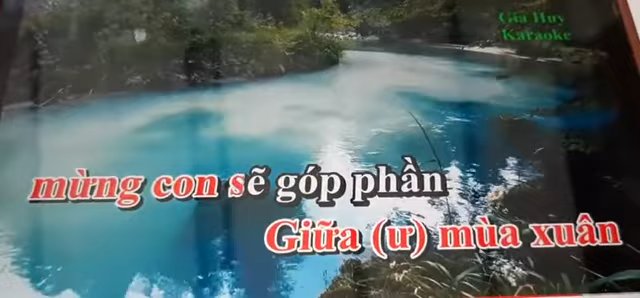 Gia Huy
Karaoke
mừng con sẽ góp phần
Giữa (ư) mùa xuân